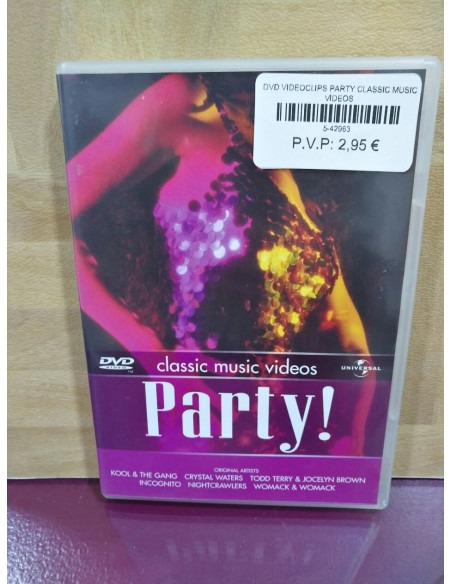 DVD VIDEOCLIPS PARTY CLASSIC MUSIC
VIDEOS
5-42963
P.V.P: 2,95 €
DVD
VIDEO
classic music videos
UNIVERSAL
Party!
ORIGINAL ARTISTS
KOOL & THE GANG CRYSTAL WATERS TODD TERRY & JOCELYN BROWN
INCOGNITO NIGHTCRAWLERS WOMACK & WOMACK